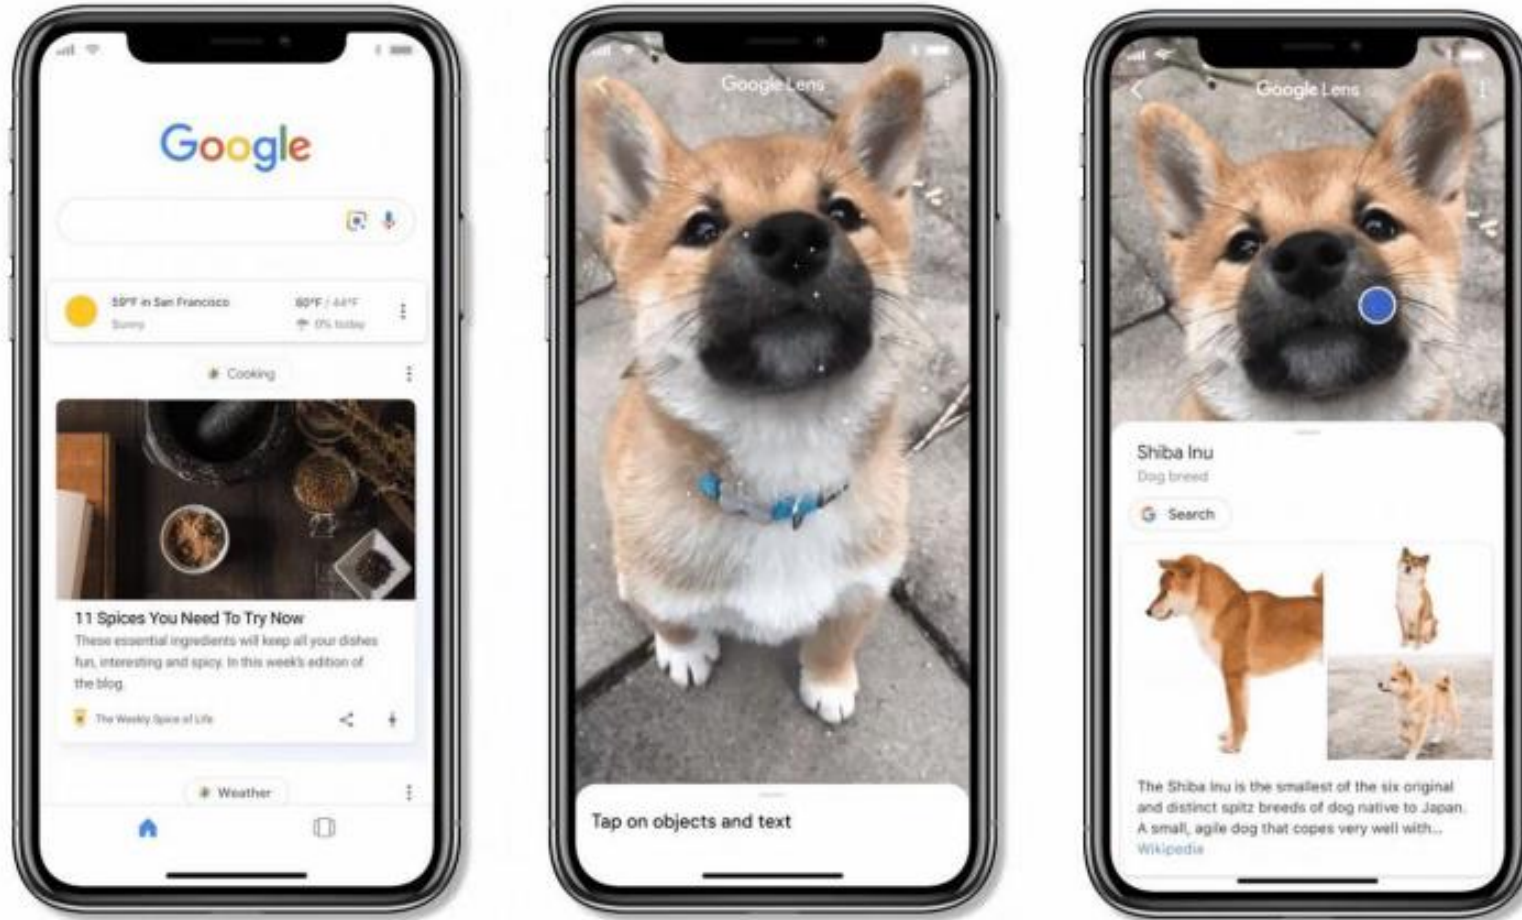 Google
59°F in San Francisco
Sunny
60°F / 44°F
0% today
Cooking
11 Spices You Need To Try Now
These essential ingredients will keep all your dishes
fun, interesting and spicy. In this week's edition of
the blog.
The Weekly Spice of Life
Weather
Google Lens
Tap on objects and text
Google Lens
Shiba Inu
Dog breed
G Search
The Shiba Inu is the smallest of the six original
and distinct spitz breeds of dog native to Japan.
A small, agile dog that copes very well with...
Wikipedia